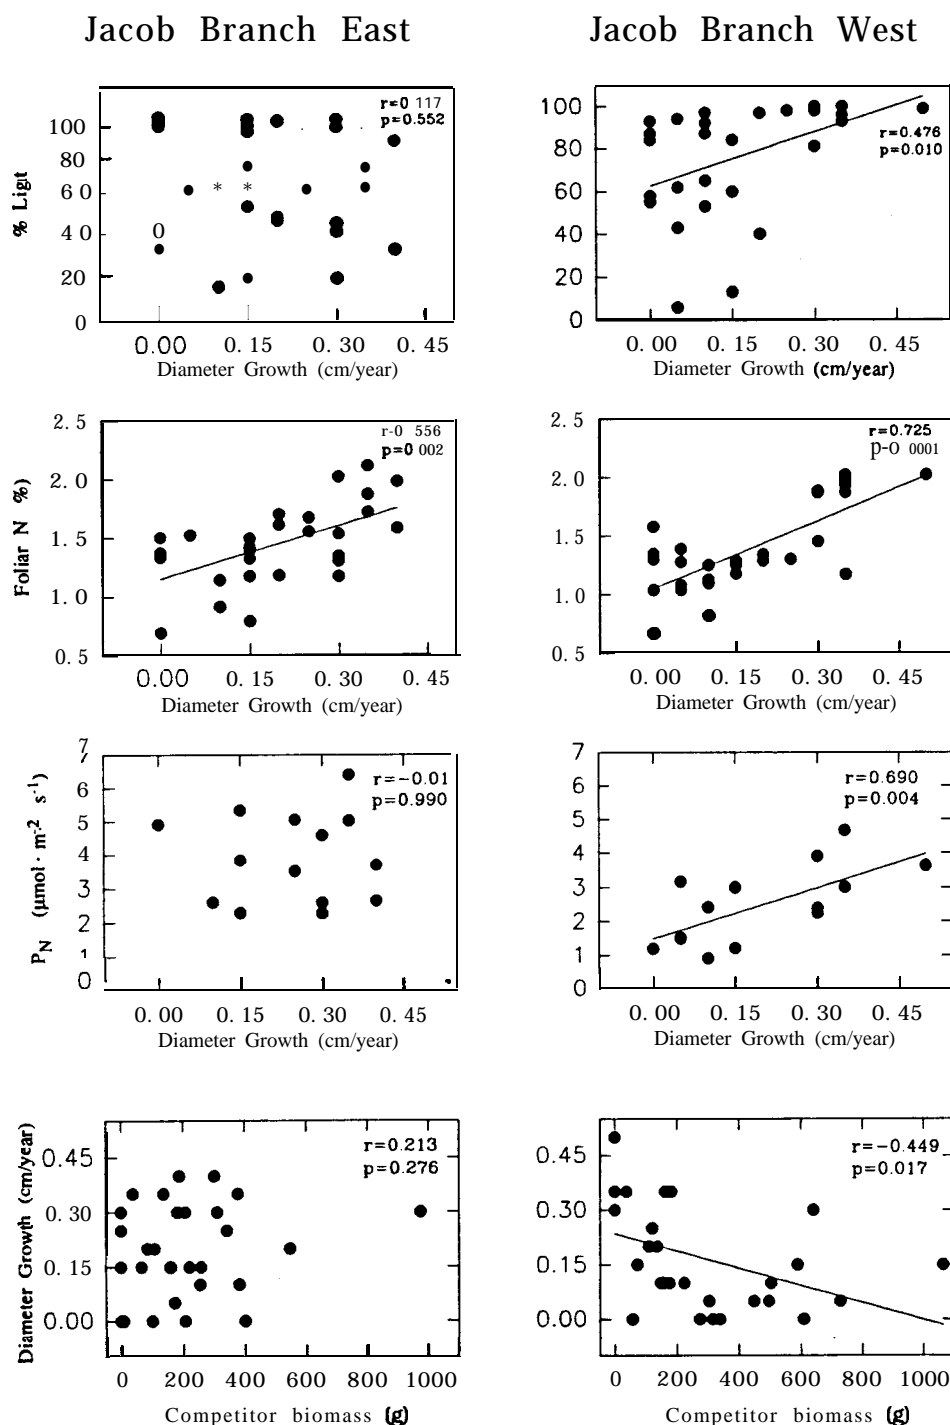 Jacob Branch East
Jacob Branch West
r=0 117
p=0.552
% Ligit
100
80
60
40
20
0
* *
O
0.00 0.15 0.30 0.45
Diameter Growth (cm/year)
r=0.476
p=0.010
100
80
60
40
20
0
0.00 0.15 0.30 0.45
Diameter Growth (cm/year)
r-0 556
p=0 002
Foliar N %)
2.5
2.0
1.5
1.0
0.5
0.00 0.15 0.30 0.45
Diameter Growth (cm/year)
r=0.725
p-o 0001
2.5
2.0
1.5
1.0
0.5
0.00 0.15 0.30 0.45
Diameter Growth (cm/year)
r=-0.01
p=0.990
PN (μmol·m-2 s-1)
7
6
5
4
3
2
1
0
0.00 0.15 0.30 0.45
Diameter Growth (cm/year)
r=0.690
p=0.004
7
6
5
4
3
2
1
0
0.00 0.15 0.30 0.45
Diameter Growth (cm/year)
r=0.213
p=0.276
Diameter Growth (cm/year)
0.45
0.30
0.15
0.00
0 200 400 600 800 1000
Competitor biomass (g)
r=-0.449
p=0.017
0.45
0.30
0.15
0.00
0 200 400 600 800 1000
Competitor biomass (g)